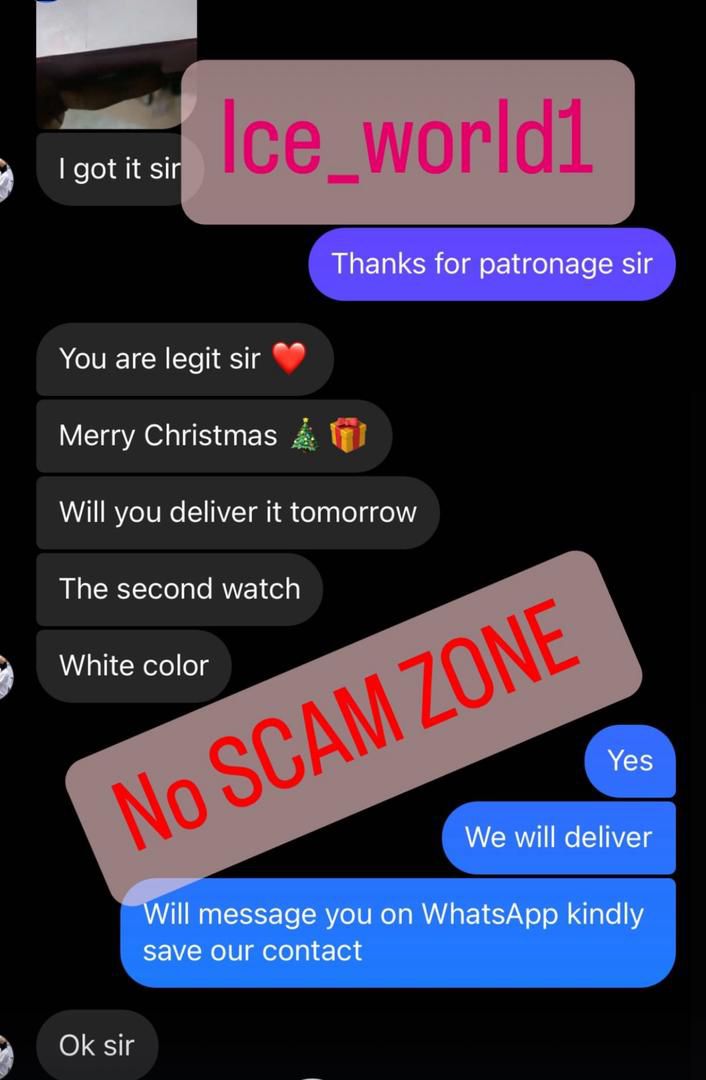 Ice_world1
I got it sir
Thanks for patronage sir
You are legit sir ❤️
Merry Christmas 🎄 🎁
Will you deliver it tomorrow
The second watch
White color
No SCAM ZONE
Yes
We will deliver
Will message you on WhatsApp kindly
save our contact
Ok sir